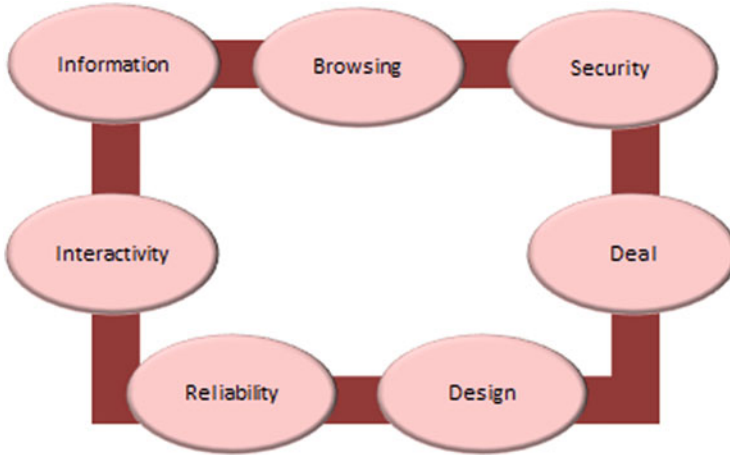 Information
Browsing
Security
Interactivity
Deal
Reliability
Design